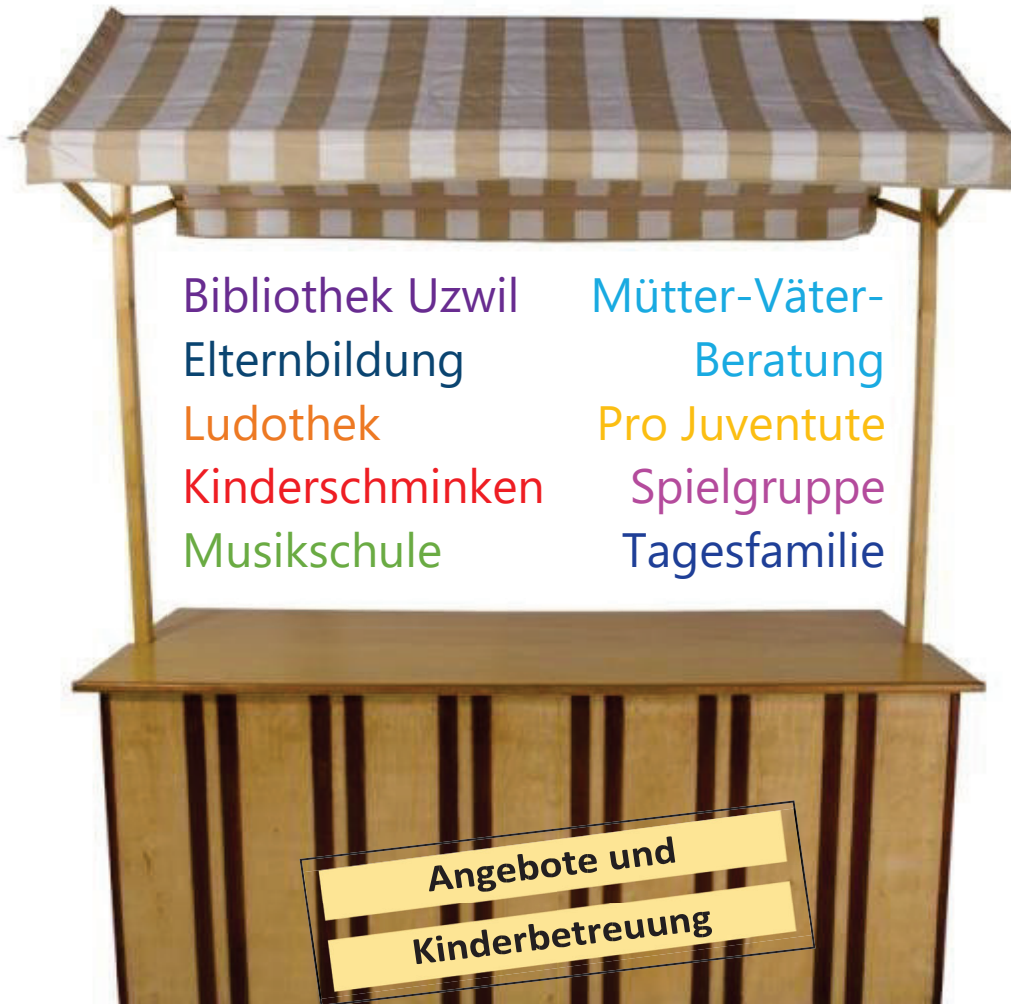 Bibliothek Uzwil
Elternbildung
Ludothek
Kinderschminken
Musikschule
Mütter-Väter-
Beratung
Pro Juventute
Spielgruppe
Tagesfamilie
Angebote und
Kinderbetreuung